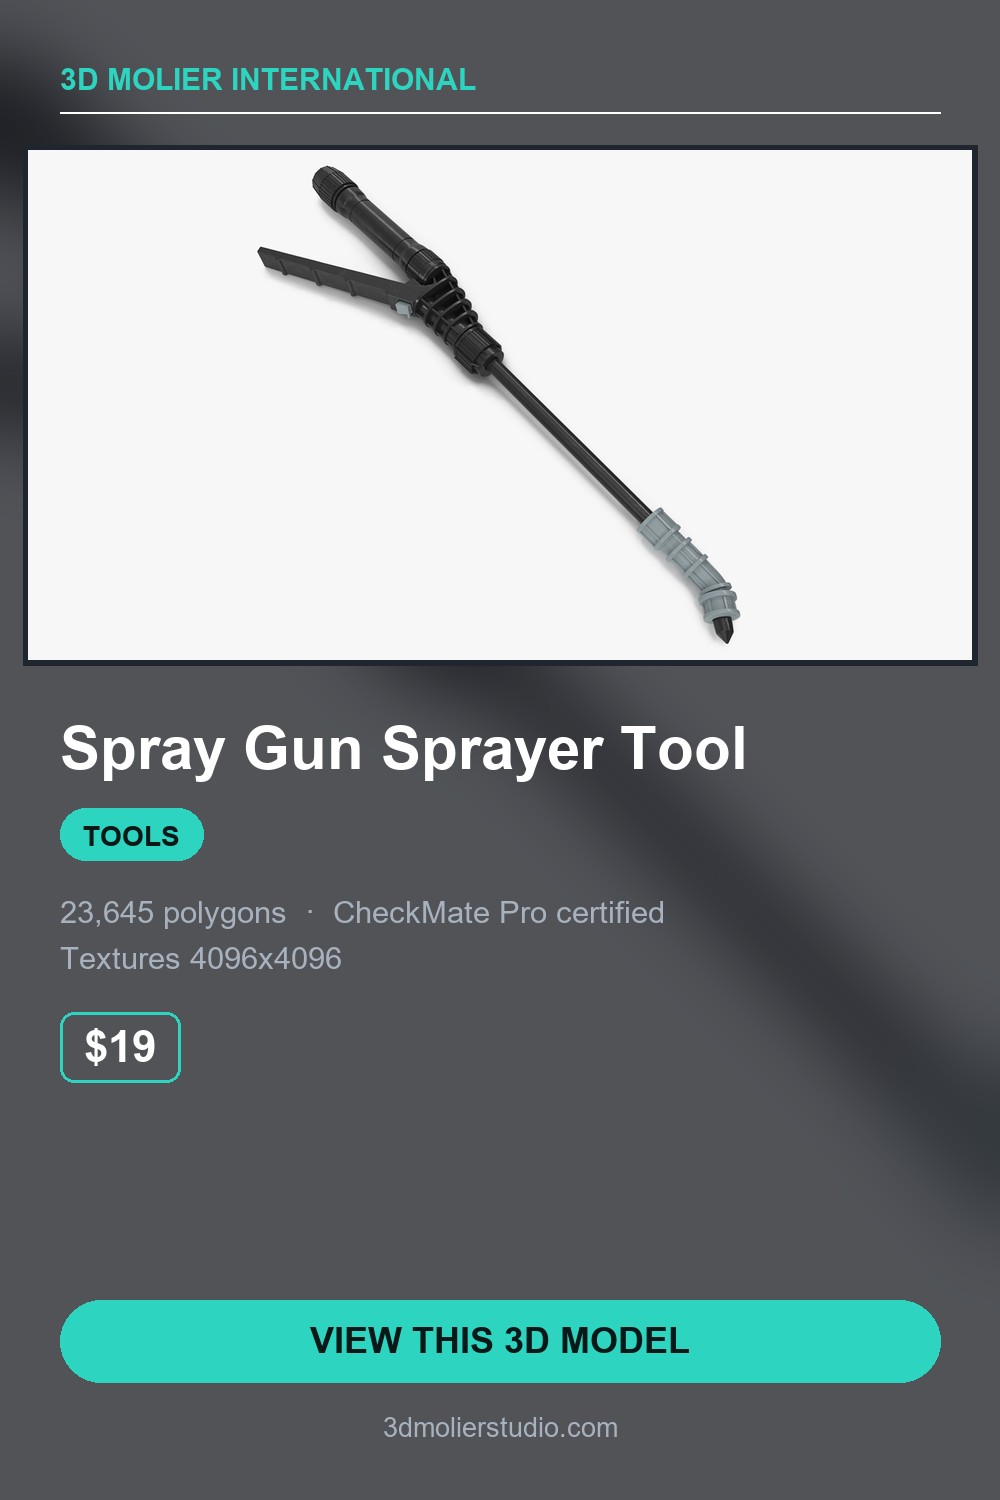 3D MOLIER INTERNATIONAL
Spray Gun Sprayer Tool
TOOLS
23,645 polygons · CheckMate Pro certified
Textures 4096x4096
$19
VIEW THIS 3D MODEL
3dmolierstudio.com